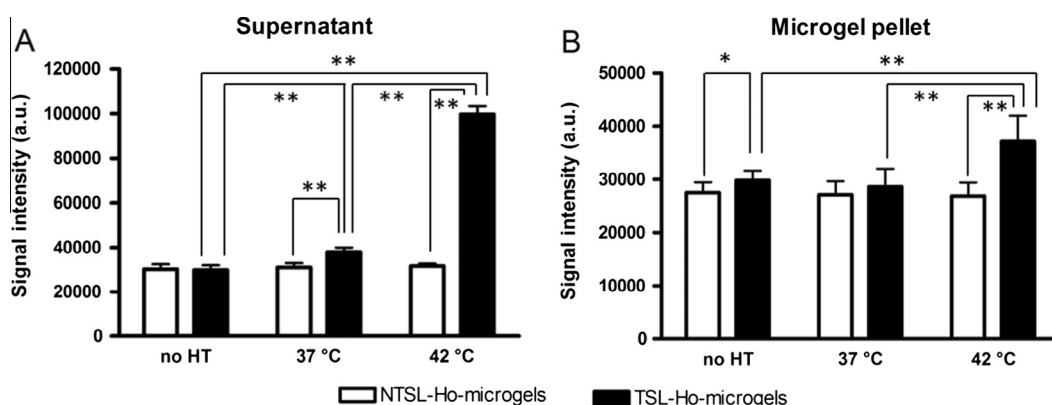 A
Supernatant
Signal intensity (a.u.)
120000
100000
80000
60000
40000
20000
0
**
**
**
**
**
no HT
37 °C
42 °C
B
Microgel pellet
Signal intensity (a.u.)
50000
40000
30000
20000
10000
0
*
**
**
**
no HT
37 °C
42 °C
NTSL-Ho-microgels
TSL-Ho-microgels